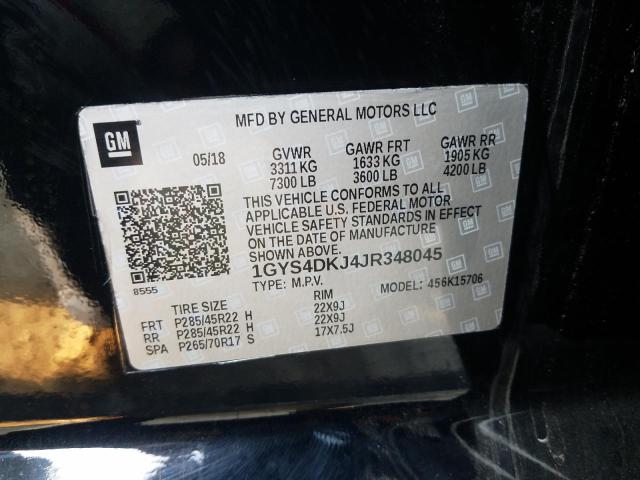 MFD BY GENERAL MOTORS LLC
GM
05/18 GVWR GAWR FRT GAWR RR
3311 KG 1633 KG 1905 KG
7300 LB 3600 LB 4200 LB
THIS VEHICLE CONFORMS TO ALL
APPLICABLE U.S. FEDERAL MOTOR
VEHICLE SAFETY STANDARDS IN EFFECT
ON THE DATE OF MANUFACTURE
SHOWN ABOVE.
1GYS4DKJ4JR348045
8555
TYPE: M.P.V. MODEL: 456K15706
TIRE SIZE RIM
FRT P285/45R22 H 22X9J
RR P285/45R22 H 22X9J
SPA P265/70R17 S 17X7.5J